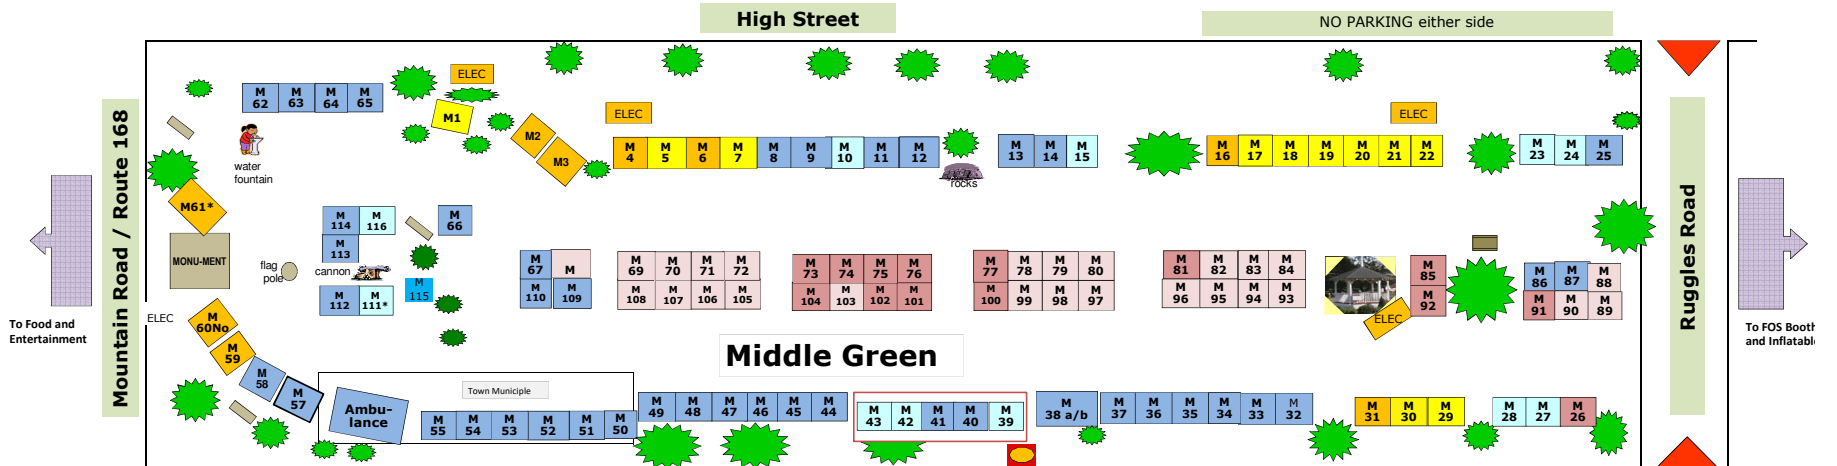 High Street
NO PARKING either side
ELEC
M 62 M 63 M 64 M 65
M1
M2
M3
ELEC
ELEC
water
fountain
M 4 M 5 M 6 M 7 M 8 M 9 M 10 M 11 M 12
rocks
M 13 M 14 M 15
M 16 M 17 M 18 M 19 M 20 M 21 M 22
M 23 M 24 M 25
Mountain Road / Route 168
Ruggles Road
M61*
MONU-MENT
flag
pole
cannon
M 114 M 116
M 113
M 112 M 111*
M 115
M 66
M 67 M
M 110 M 109
M 69 M 70 M 71 M 72
M 108 M 107 M 106 M 105
M 73 M 74 M 75 M 76
M 104 M 103 M 102 M 101
M 77 M 78 M 79 M 80
M 100 M 99 M 98 M 97
M 81 M 82 M 83 M 84
M 96 M 95 M 94 M 93
M 85
M 92
ELEC
M 86 M 87 M 88
M 91 M 90 M 89
To Food and
Entertainment
ELEC
To FOS Booth
and Inflatable
M 60No
M 59
M 58
M 57
Middle Green
Town Municiple
Ambu-
lance
M 55 M 54 M 53 M 52 M 51 M 50
M 49 M 48 M 47 M 46 M 45 M 44
M 43 M 42 M 41 M 40 M 39
M 38 a/b M 37 M 36 M 35 M 34 M 33 M 32
M 31 M 30 M 29
M 28 M 27 M 26